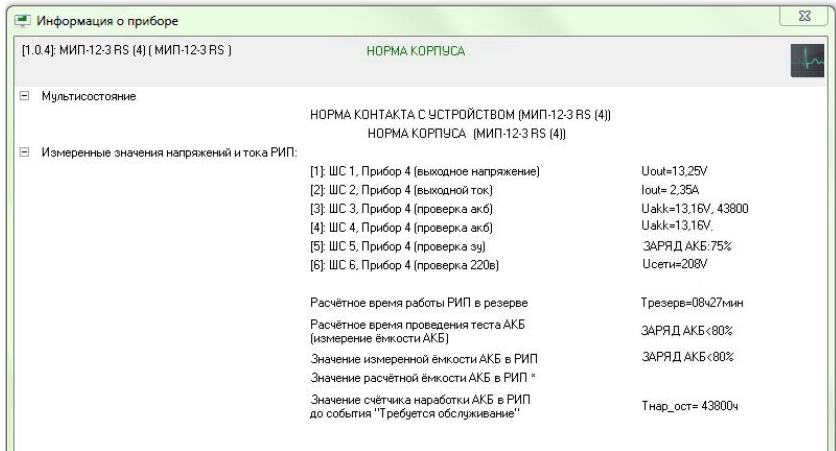 Информация о приборе
[1.0.4]: МИП-12-3 RS (4) ( МИП-12-3 RS )
НОРМА КОРПУСА
Мультисостояние
НОРМА КОНТАКТА С УСТРОЙСТВОМ (МИП-12-3 RS (4))
НОРМА КОРПУСА (МИП-12-3 RS (4))
Измеренные значения напряжений и тока РИП:
[1]: ШС 1, Прибор 4 (выходное напряжение) Uout=13,25V
[2]: ШС 2, Прибор 4 (выходной ток) Iout= 2,35A
[3]: ШС 3, Прибор 4 (проверка акб) Uakk=13,16V, 43800
[4]: ШС 4, Прибор 4 (проверка акб) Uakk=13,16V,
[5]: ШС 5, Прибор 4 (проверка зу) ЗАРЯД АКБ:75%
[6]: ШС 6, Прибор 4 (проверка 220в) Uсети=208V
Расчётное время работы РИП в резерве Tрезерв=08ч27мин
Расчётное время проведения теста АКБ
(измерение ёмкости АКБ) ЗАРЯД АКБ<80%
Значение измеренной ёмкости АКБ в РИП ЗАРЯД АКБ<80%
Значение расчётной ёмкости АКБ в РИП *
Значение счётчика наработки АКБ в РИП
до события "Требуется обслуживание" Tнар_ост= 43800ч